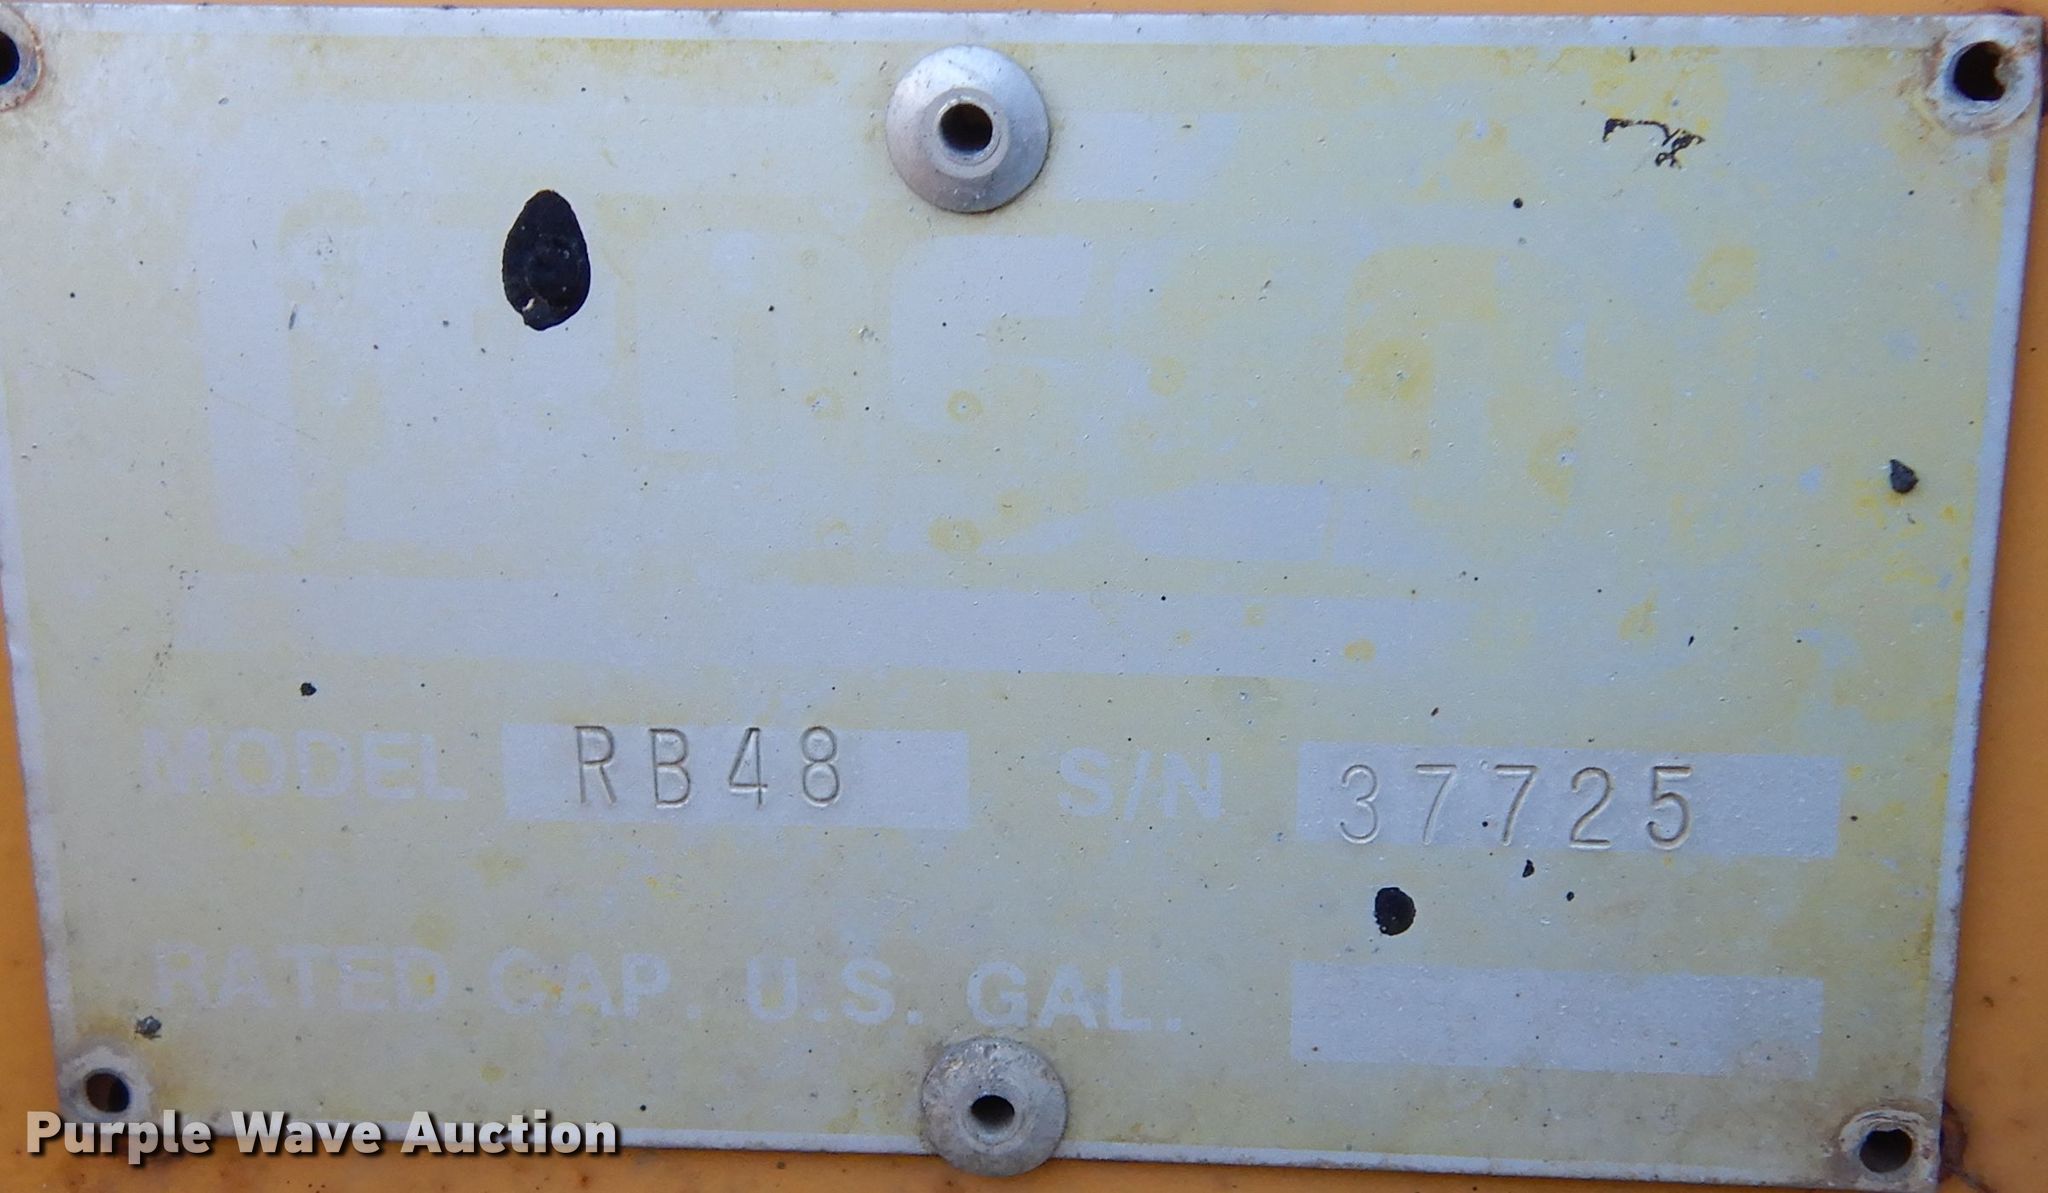 MODEL RB48 S/N 37725
RATED CAP. U.S. GAL.
Purple Wave Auction